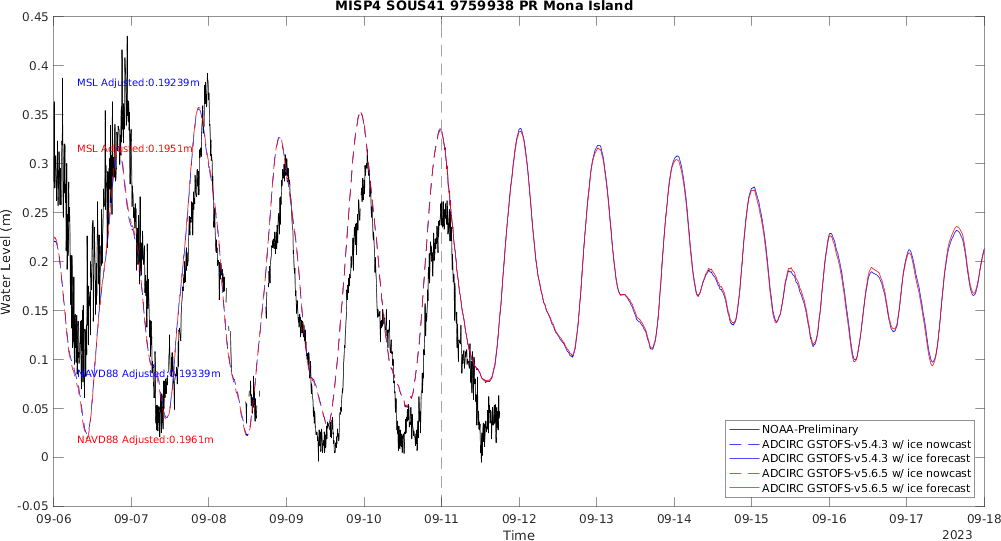 MISP4 SOUS41 9759938 PR Mona Island
0.45
0.4
0.35
0.3
0.25
0.2
0.15
0.1
0.05
0
-0.05
Water Level (m)
MSL Adjusted:0.19239m
MSL Adjusted:0.1951m
NAVD88 Adjusted:0.19339m
NAVD88 Adjusted:0.1961m
NOAA-Preliminary
ADCIRC GSTOFS-v5.4.3 w/ ice nowcast
ADCIRC GSTOFS-v5.4.3 w/ ice forecast
ADCIRC GSTOFS-v5.6.5 w/ ice nowcast
ADCIRC GSTOFS-v5.6.5 w/ ice forecast
09-06 09-07 09-08 09-09 09-10 09-11 09-12 09-13 09-14 09-15 09-16 09-17 09-18
Time
2023